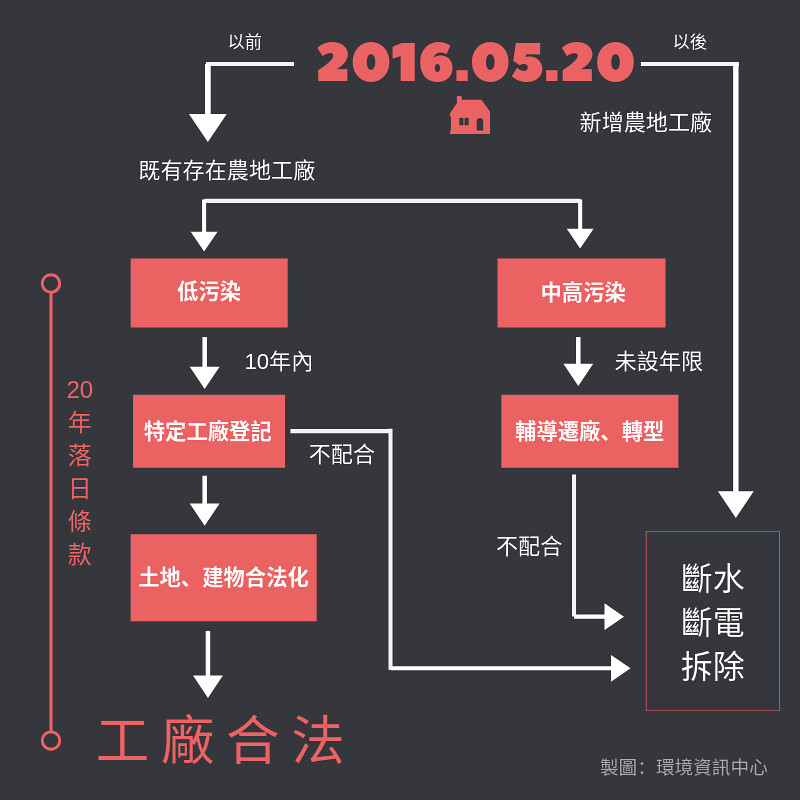 以前
2016.05.20
以後
新增農地工廠
既有存在農地工廠
低污染
中高污染
10年內
未設年限
20
年
落
日
條
款
特定工廠登記
輔導遷廠、轉型
不配合
不配合
土地、建物合法化
斷水
斷電
拆除
工廠合法
製圖：環境資訊中心